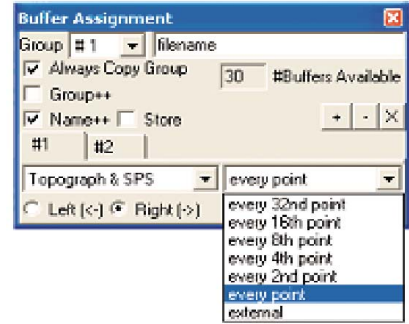 Buffer Assignment
Group # 1 filename
Always Copy Group
30 #Buffers Available
Group++
Name++ Store + - X
#1 #2
Topograph & SPS every point
Left (<-) Right (->)
every 32nd point
every 16th point
every 8th point
every 4th point
every 2nd point
every point
external